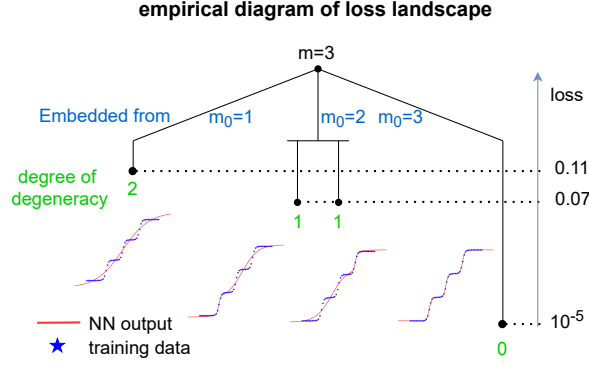 empirical diagram of loss landscape
m=3
loss
Embedded from
m₀=1
m₀=2
m₀=3
degree of
degeneracy
2
0.11
0.07
1
1
NN output
training data
10⁻⁵
0